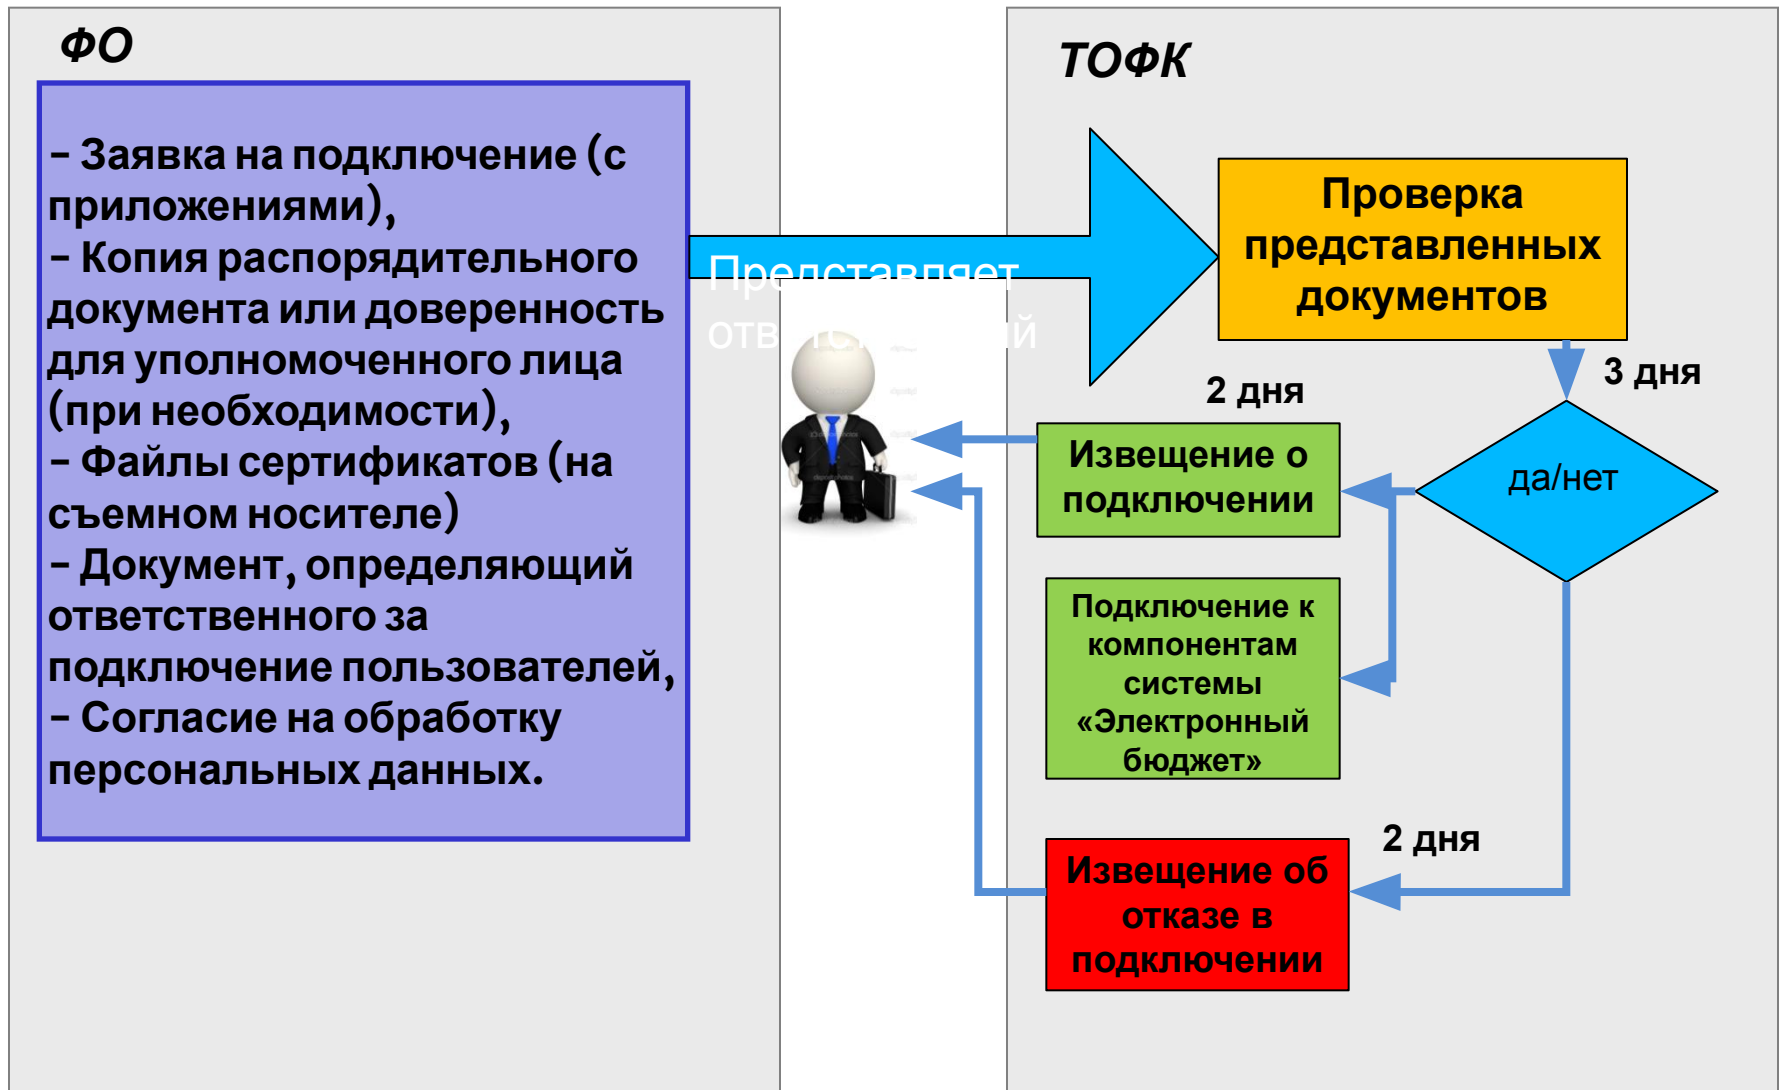 ФО
– Заявка на подключение (с
приложениями),
– Копия распорядительного
документа или доверенность
для уполномоченного лица
(при необходимости),
– Файлы сертификатов (на
съемном носителе)
– Документ, определяющий
ответственного за
подключение пользователей,
– Согласие на обработку
персональных данных.
Представляет
ТОФК
Проверка
представленных
документов
3 дня
да/нет
2 дня
Извещение о
подключении
Подключение к
компонентам
системы
«Электронный
бюджет»
2 дня
Извещение об
отказе в
подключении